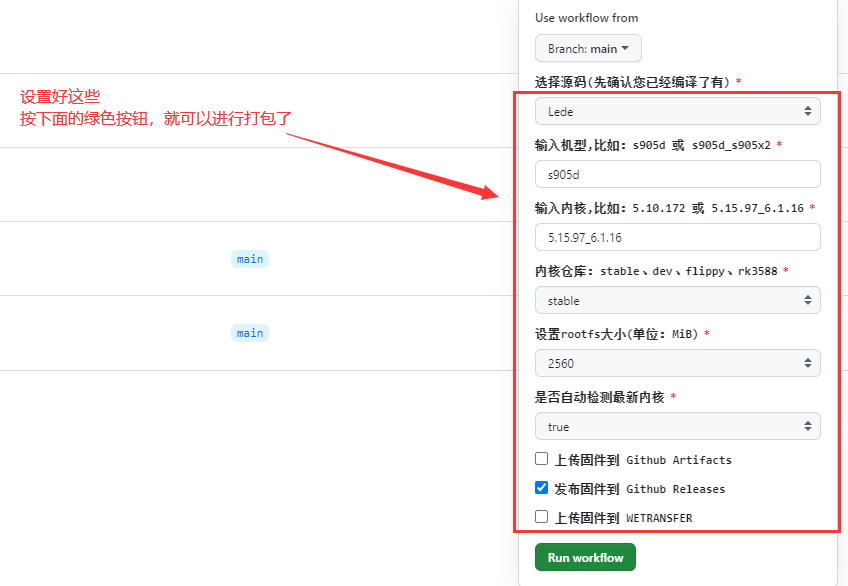 Use workflow from
Branch: main
选择源码(先确认您已经编译了有) *
设置好这些
按下面的绿色按钮，就可以进行打包了
Lede
输入机型,比如: s905d 或 s905d_s905x2 *
s905d
输入内核,比如: 5.10.172 或 5.15.97_6.1.16 *
5.15.97_6.1.16
main
内核仓库: stable、dev、flippy、rk3588 *
stable
main
设置rootfs大小(单位: MiB) *
2560
是否自动检测最新内核 *
true
上传固件到 Github Artifacts
发布固件到 Github Releases
上传固件到 WETRANSFER
Run workflow